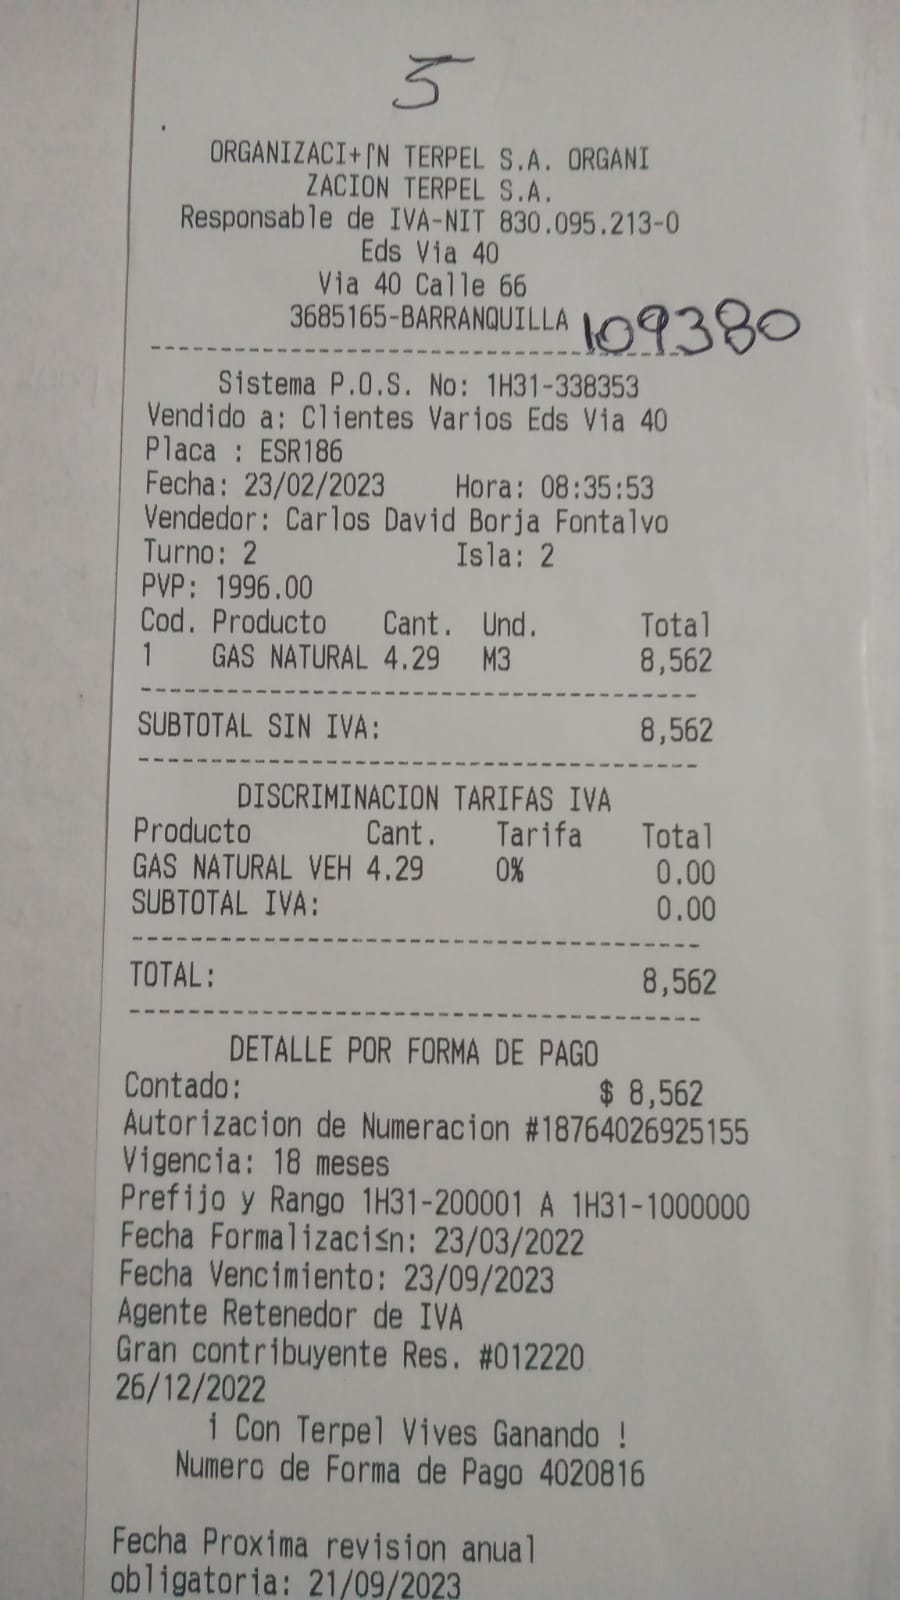 5
ORGANIZACI+⌠N TERPEL S.A. ORGANI
ZACION TERPEL S.A.
Responsable de IVA-NIT 830.095.213-0
Eds Via 40
Via 40 Calle 66
3685165-BARRANQUILLA 109380
Sistema P.O.S. No: 1H31-338353
Vendido a: Clientes Varios Eds Via 40
Placa : ESR186
Fecha: 23/02/2023 Hora: 08:35:53
Vendedor: Carlos David Borja Fontalvo
Turno: 2 Isla: 2
PVP: 1996.00
Cod. Producto Cant. Und. Total
1 GAS NATURAL 4.29 M3 8,562
SUBTOTAL SIN IVA: 8,562
DISCRIMINACION TARIFAS IVA
Producto Cant. Tarifa Total
GAS NATURAL VEH 4.29 0% 0.00
SUBTOTAL IVA: 0.00
TOTAL: 8,562
DETALLE POR FORMA DE PAGO
Contado: $ 8,562
Autorizacion de Numeracion #18764026925155
Vigencia: 18 meses
Prefijo y Rango 1H31-200001 A 1H31-1000000
Fecha Formalizaci≤n: 23/03/2022
Fecha Vencimiento: 23/09/2023
Agente Retenedor de IVA
Gran contribuyente Res. #012220
26/12/2022
¡ Con Terpel Vives Ganando !
Numero de Forma de Pago 4020816
Fecha Proxima revision anual
obligatoria: 21/09/2023